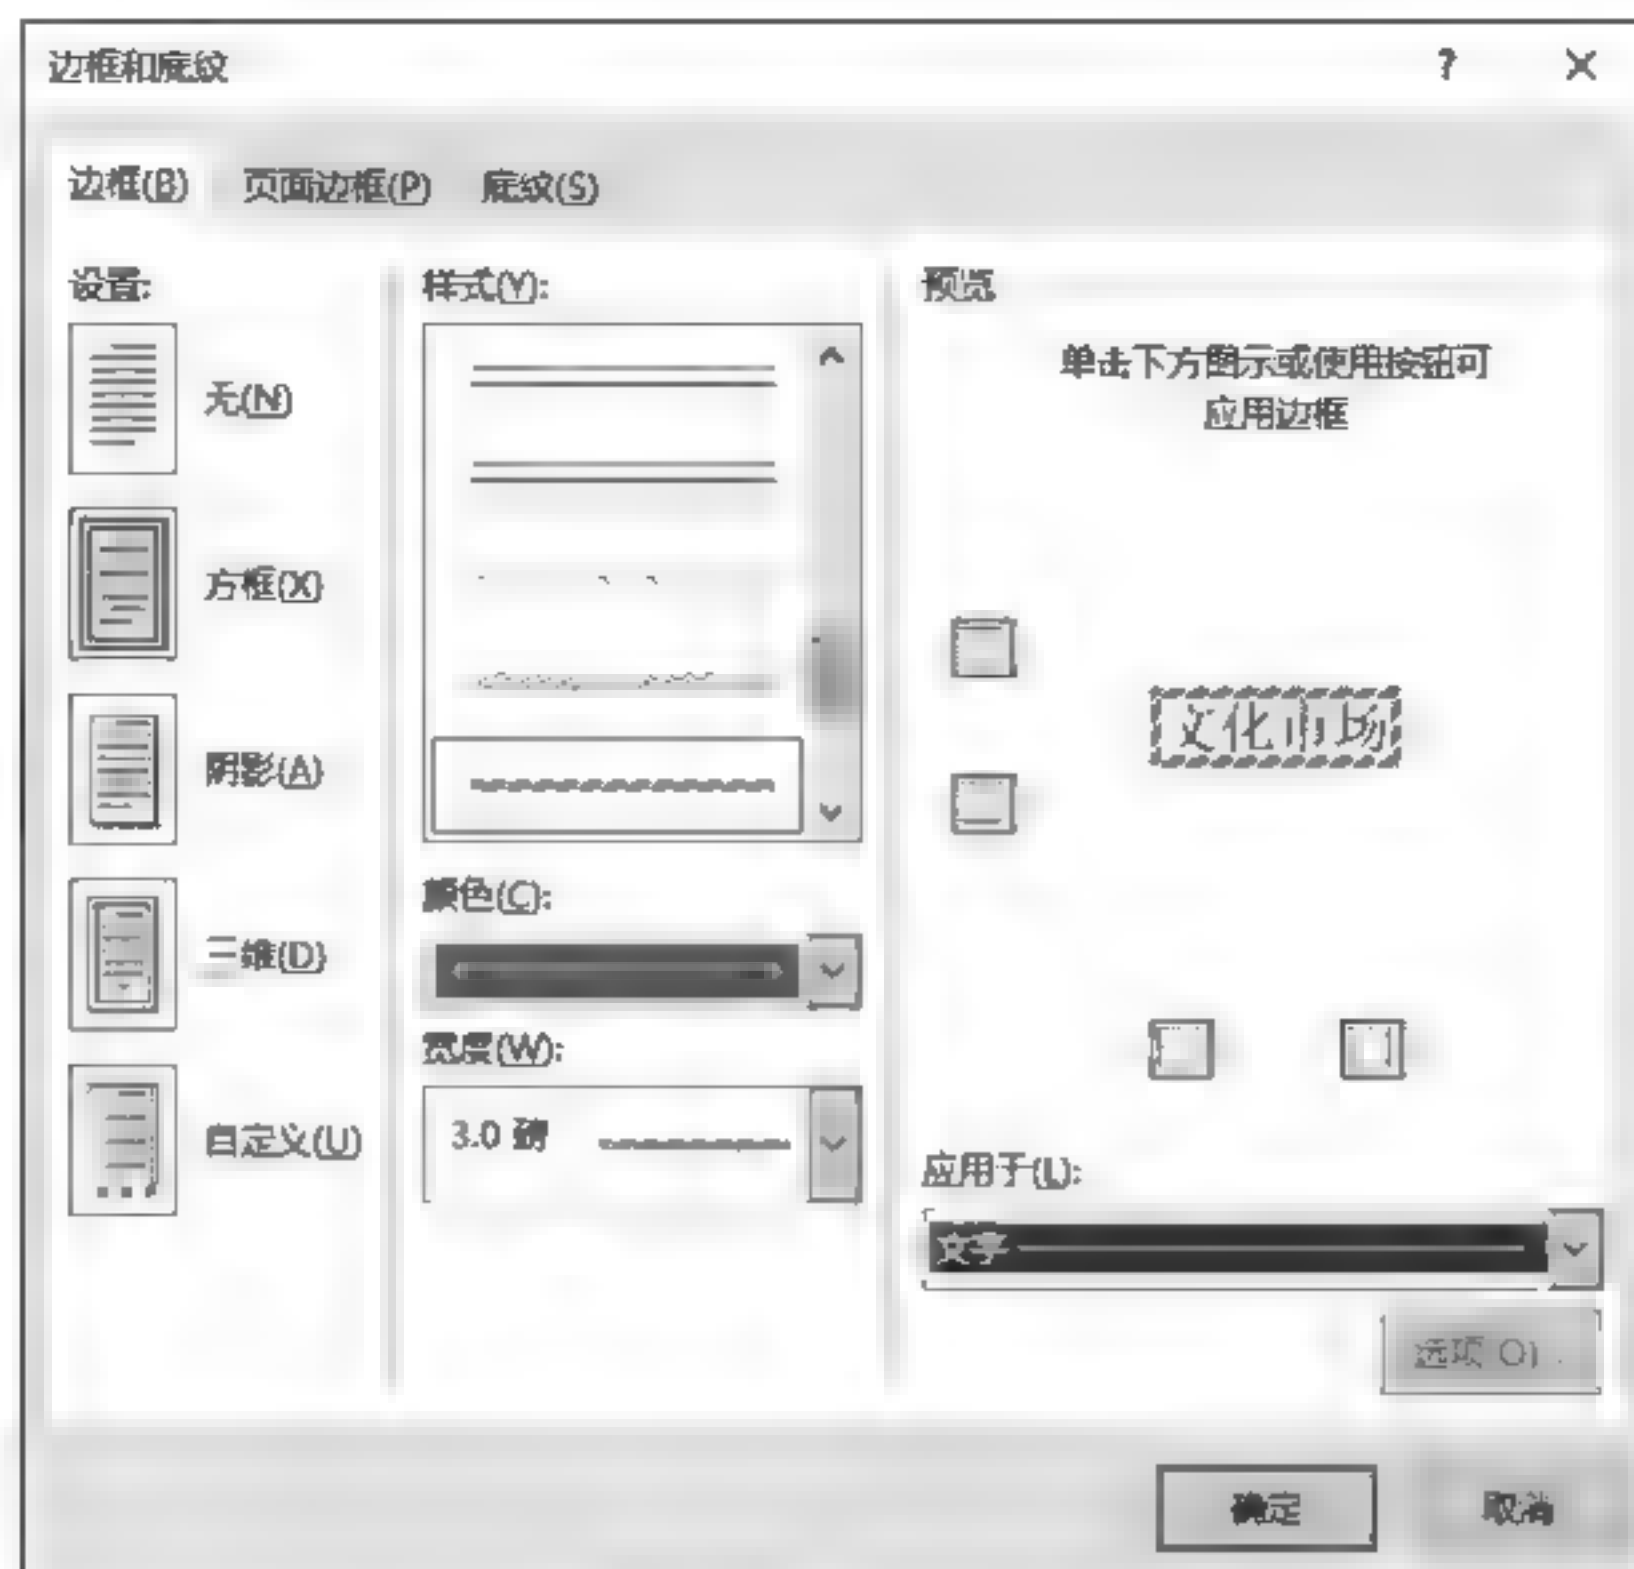 边框和底纹
?
边框(B) 页面边框(P) 底纹(S)
设置:
无(N)
方框(X)
阴影(A)
三维(D)
自定义(U)
样式(Y):
颜色(C):
宽度(W):
3.0 磅
预览
单击下方图示或使用按钮可
应用边框
文化市场
应用于(L):
文字
选项(O)...
确定 取消